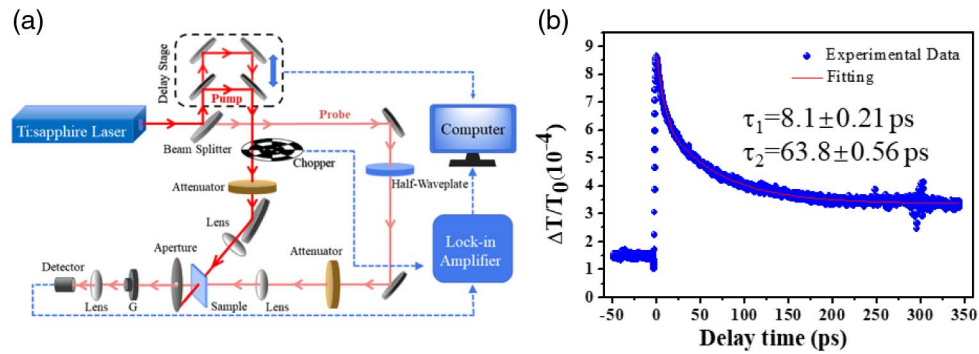 (a)
Delay Stage
Pump
Probe
Ti:sapphire Laser
Beam Splitter
Chopper
Computer
Half-Waveplate
Attenuator
Lens
Aperture
Attenuator
Lock-in
Amplifier
Detector
Lens
G
Sample
Lens
(b)
ΔT/T₀(10⁻⁴)
9
8
7
6
5
4
3
2
1
0
Experimental Data
Fitting
τ₁=8.1±0.21 ps
τ₂=63.8±0.56 ps
-50 0 50 100 150 200 250 300 350
Delay time (ps)